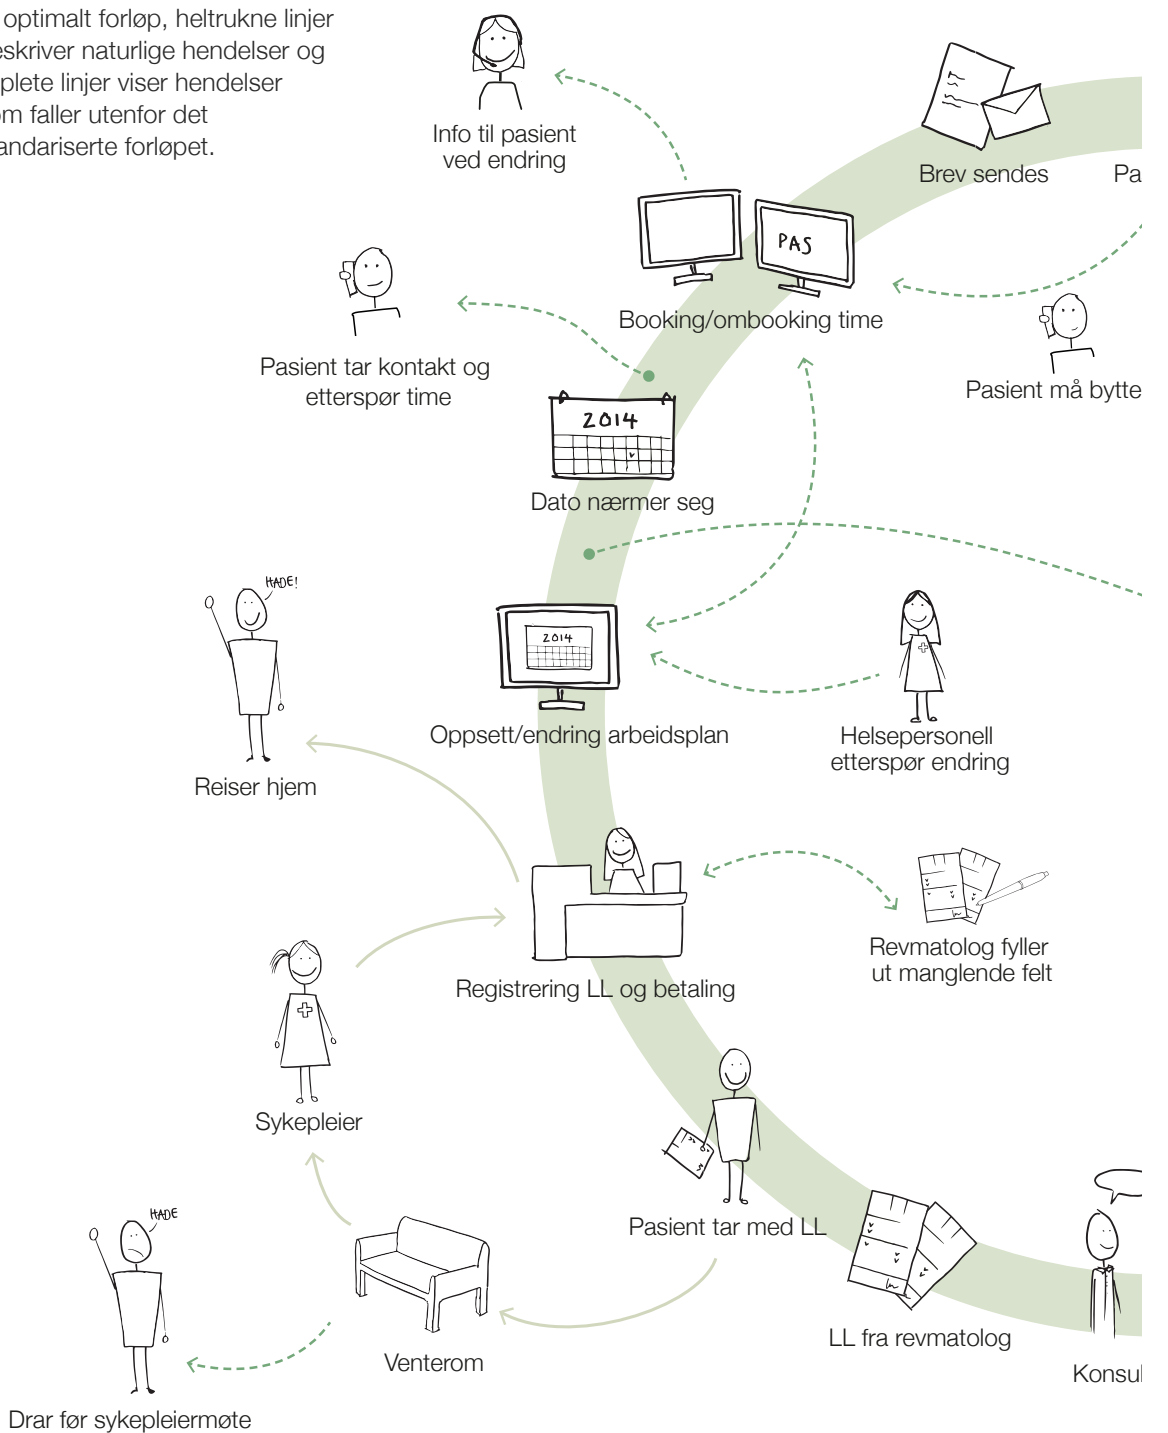 optimalt forløp, heltrukne linjer
eskriver naturlige hendelser og
plete linjer viser hendelser
om faller utenfor det
andariserte forløpet.
Info til pasient
ved endring
Brev sendes
Pa
PAS
Booking/ombooking time
Pasient tar kontakt og
etterspør time
Pasient må bytte
2014
Dato nærmer seg
HADE!
2014
Oppsett/endring arbeidsplan
Helsepersonell
etterspør endring
Reiser hjem
Revmatolog fyller
ut manglende felt
Registrering LL og betaling
Sykepleier
HADE
Pasient tar med LL
LL fra revmatolog
Venterom
Konsul
Drar før sykepleiermøte